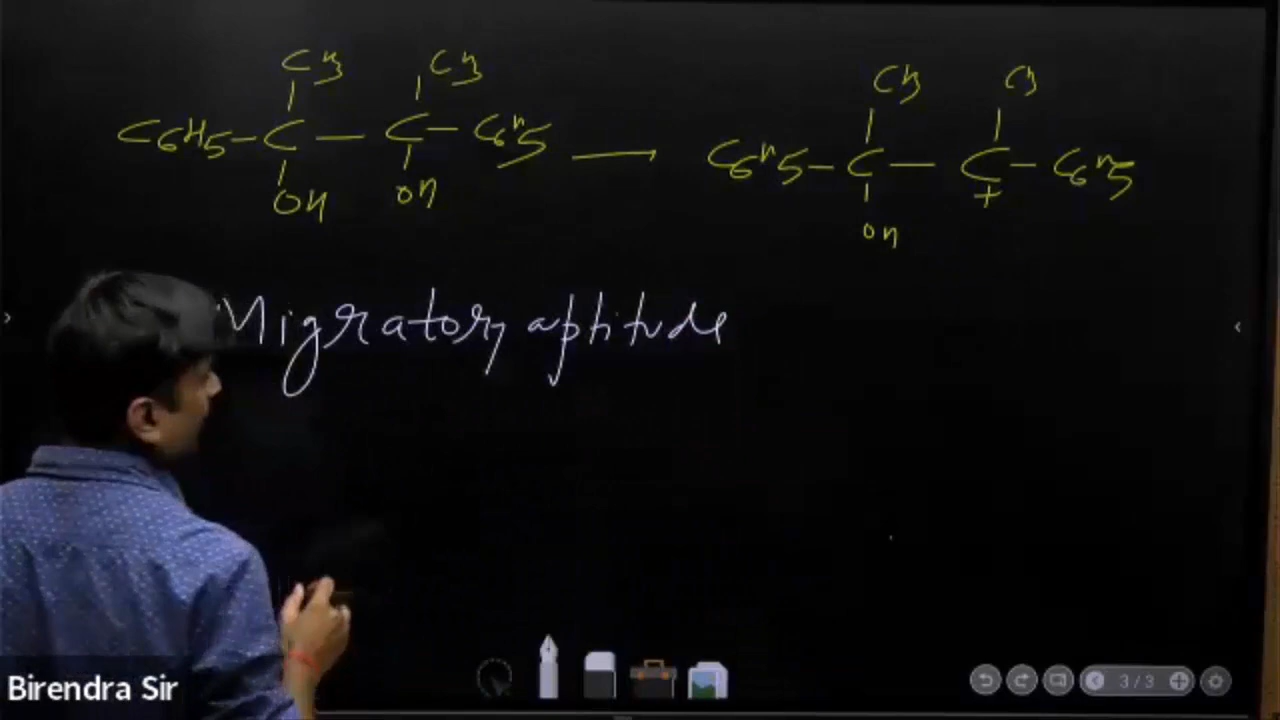 CH3 CH3 CH3 CH3
C6H5-C — C-C6H5 → C6H5-C — C-C6H5
OH OH OH +
Migratory aptitude
3/3
Birendra Sir